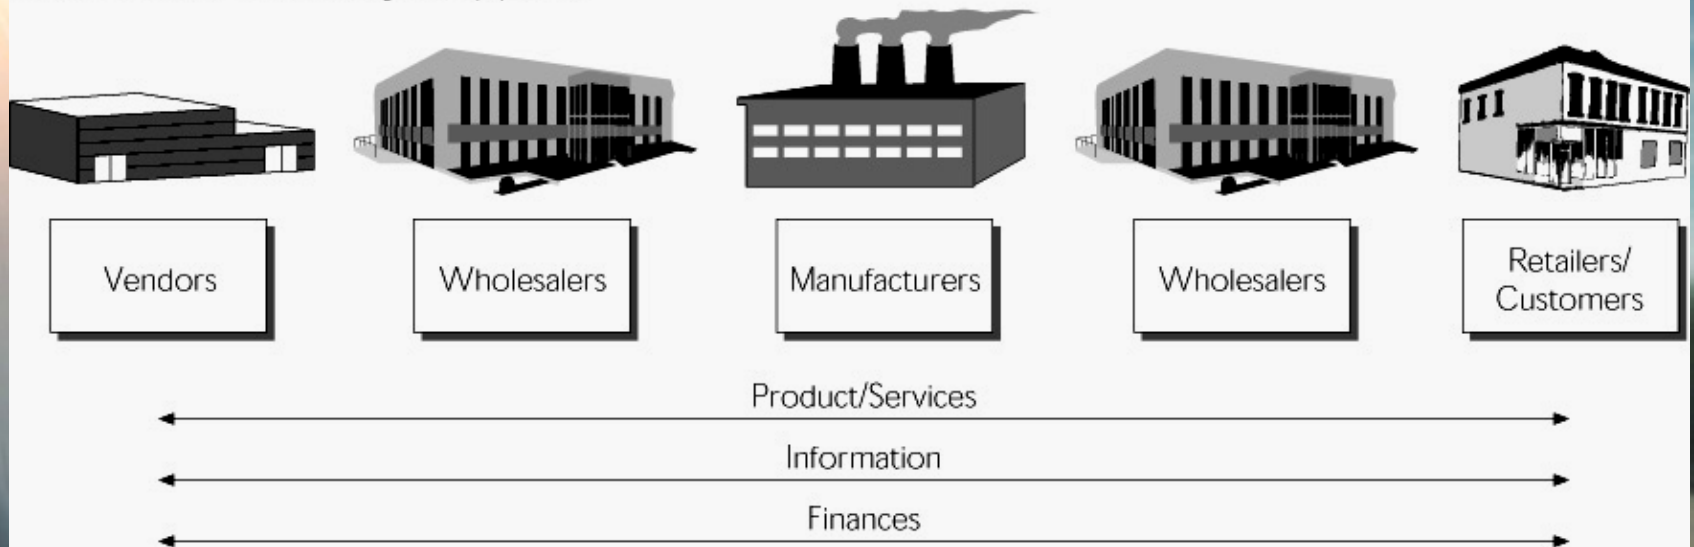 Vendors
Wholesalers
Manufacturers
Wholesalers
Retailers/
Customers
Product/Services
Information
Finances